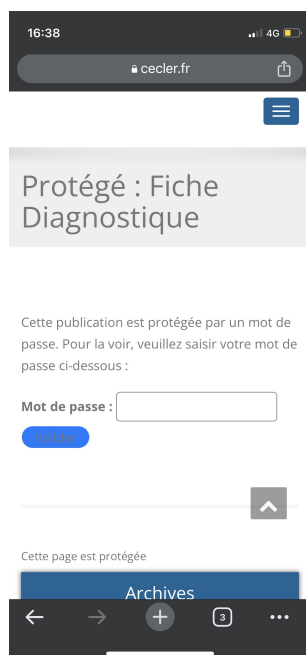 16:38
4G
cecler.fr
Protégé : Fiche
Diagnostique
Cette publication est protégée par un mot de
passe. Pour la voir, veuillez saisir votre mot de
passe ci-dessous :
Mot de passe :
Cette page est protégée
Archives
3